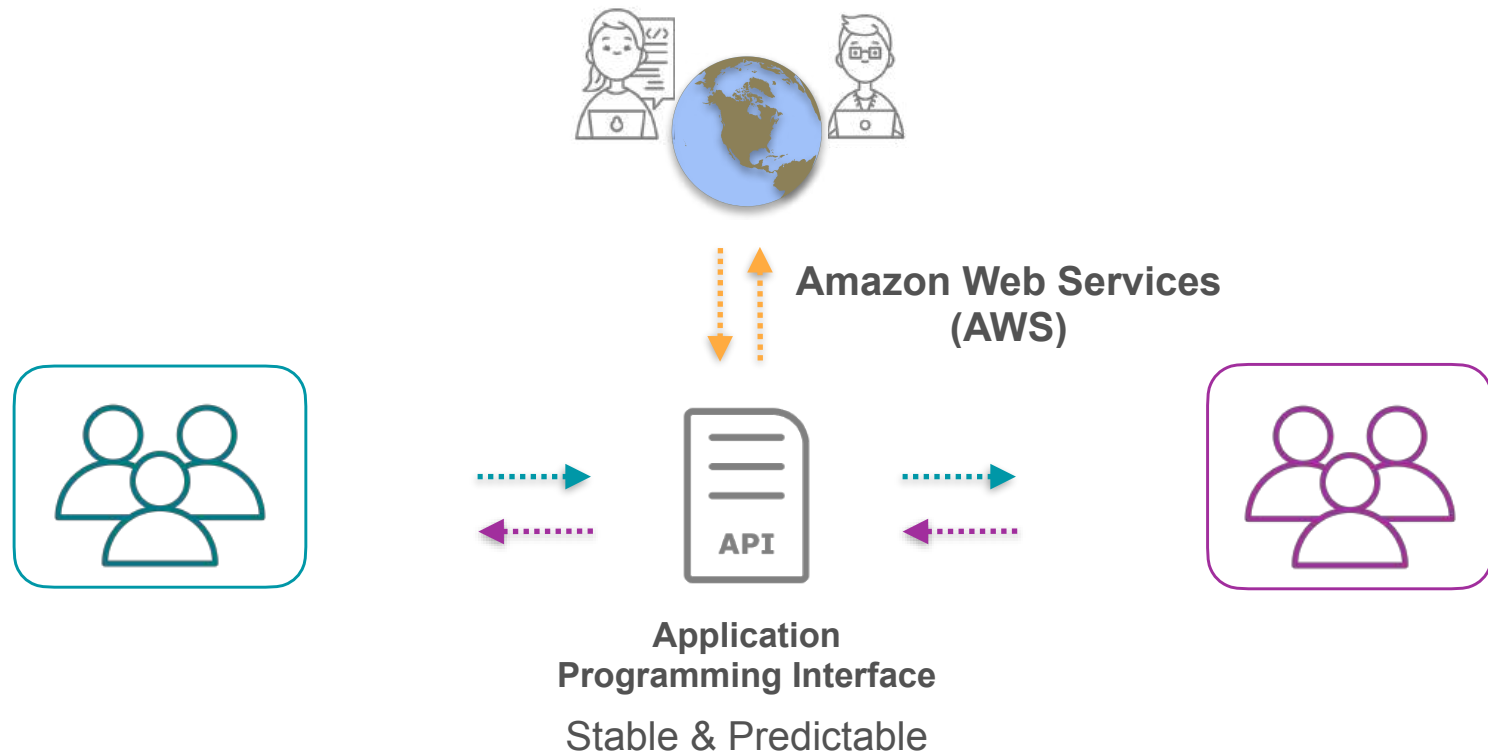 </>
Amazon Web Services
(AWS)
API
Application
Programming Interface
Stable & Predictable